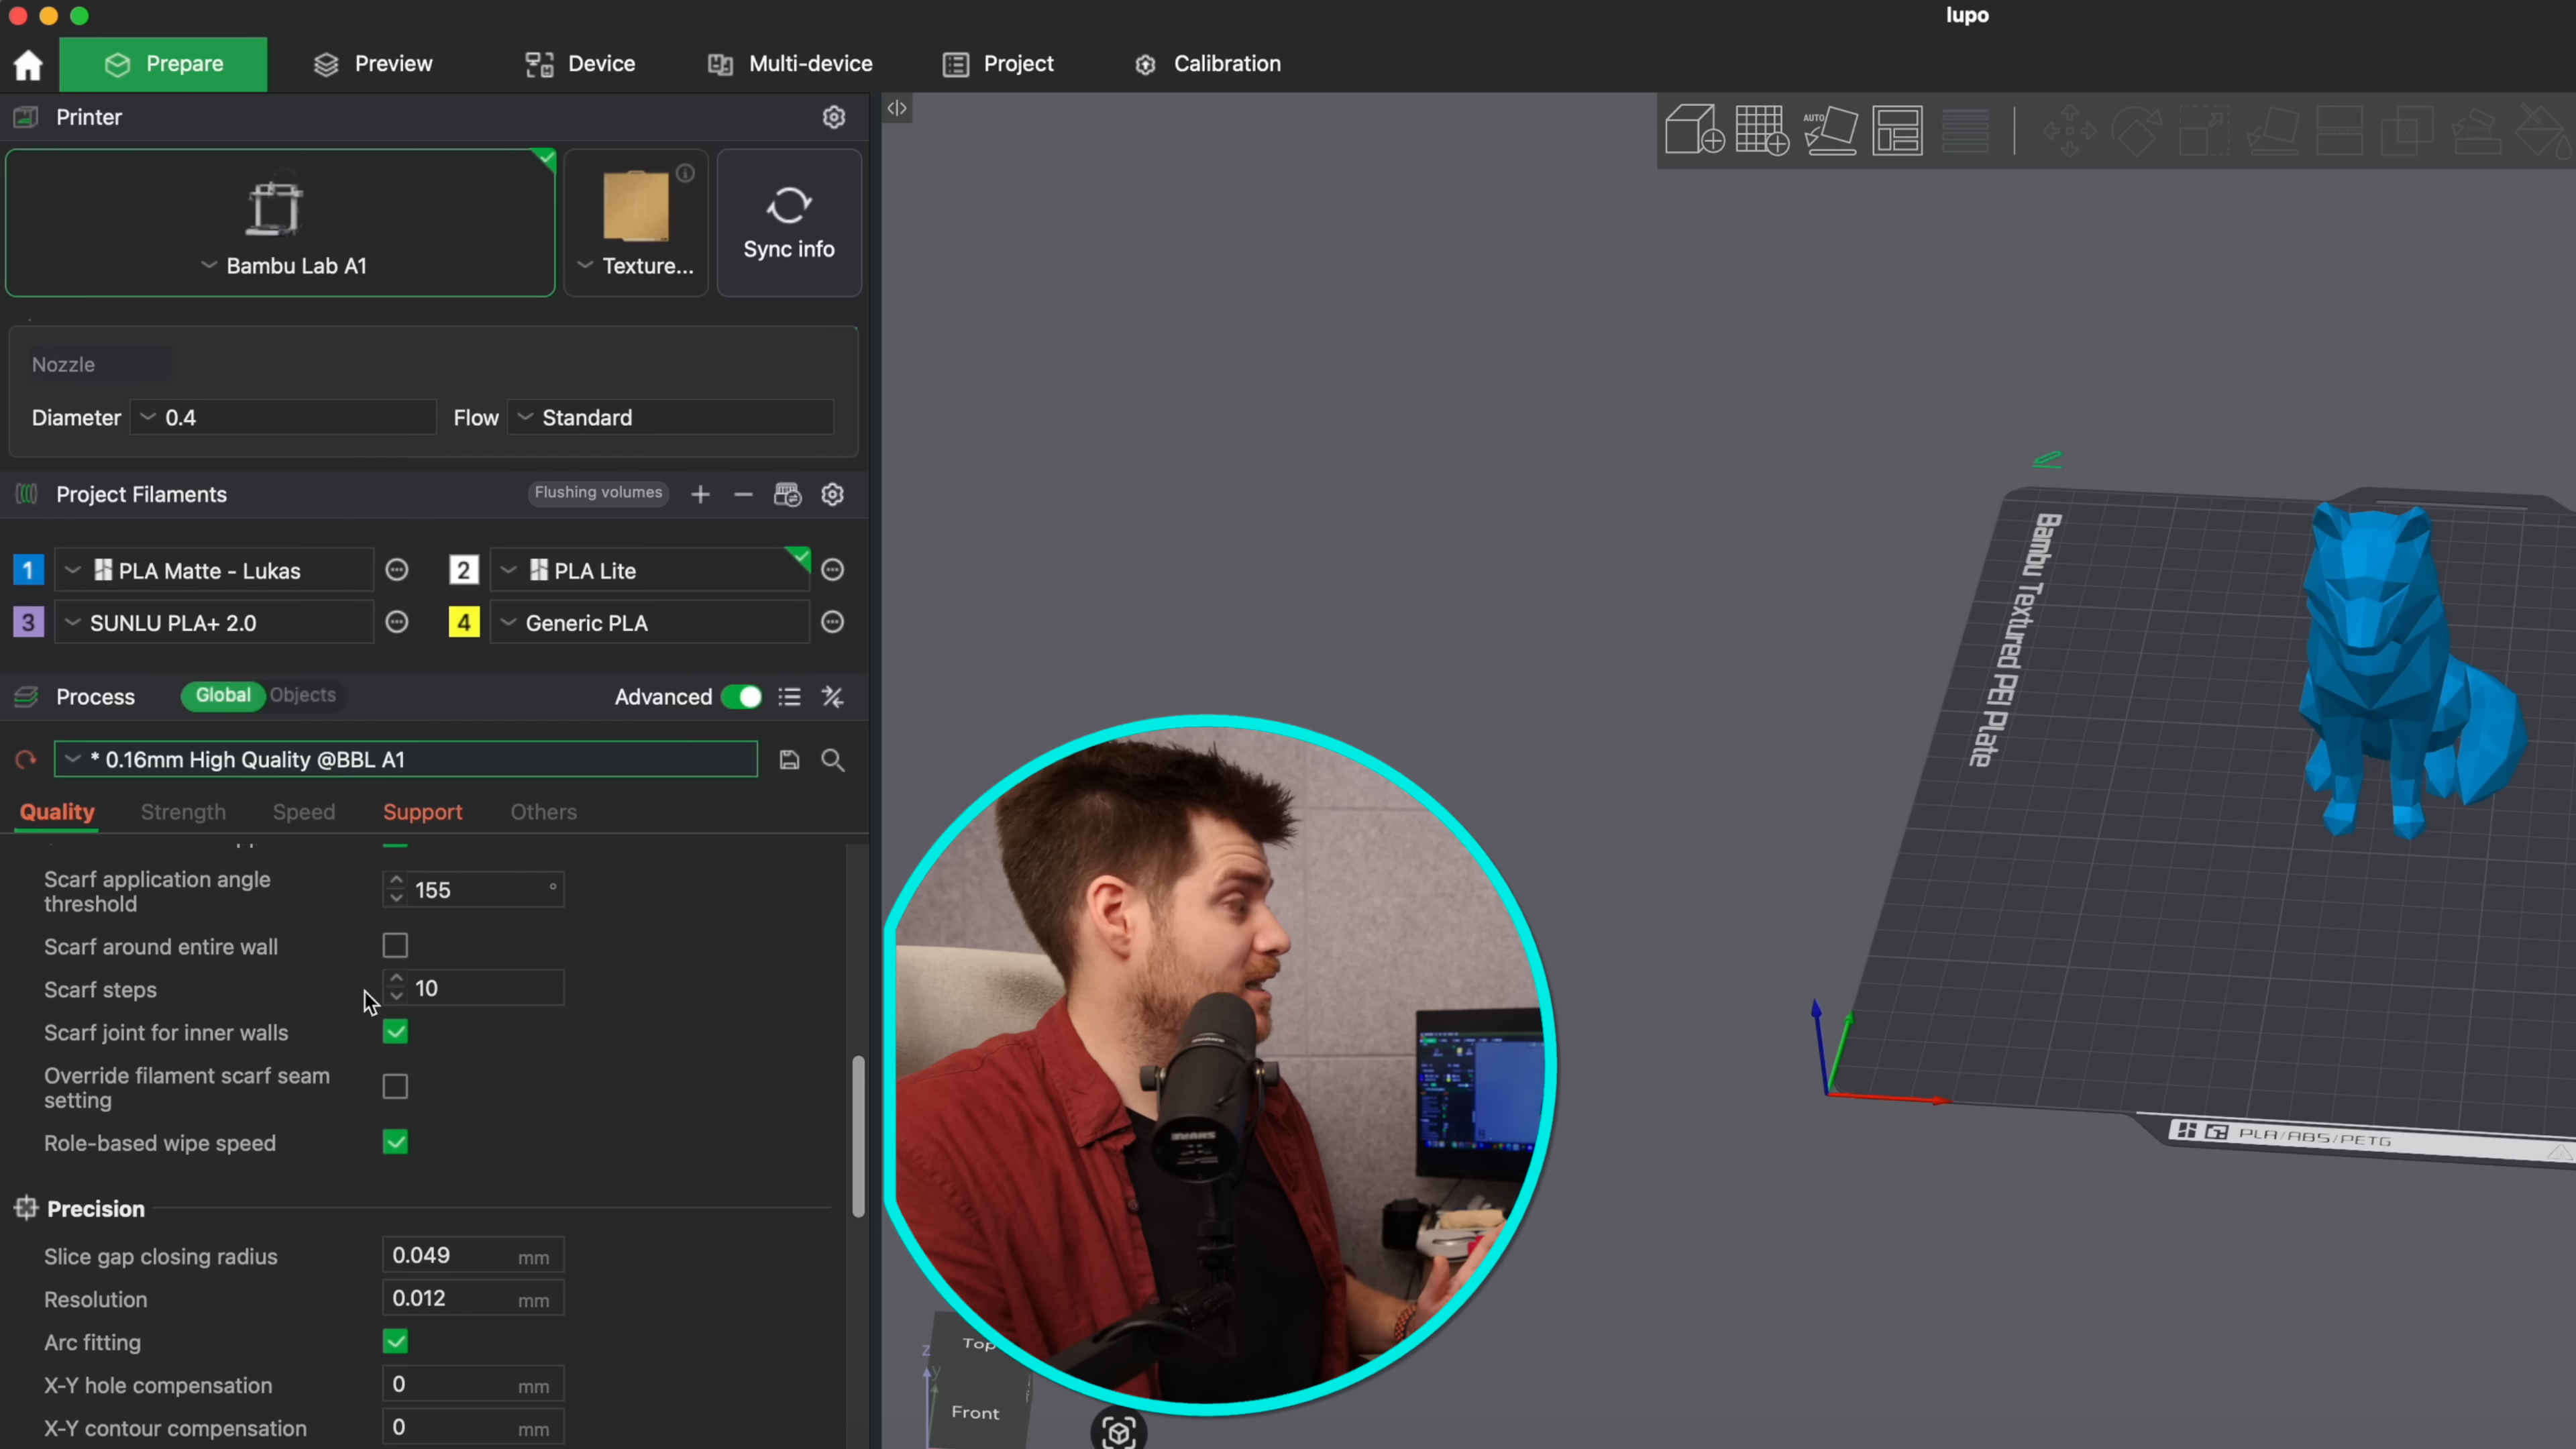 lupo
Prepare
Preview
Device
Multi-device
Project
Calibration
Printer
Bambu Lab A1
Texture...
Sync info
Nozzle
Diameter 0.4 Flow Standard
Project Filaments Flushing volumes
1 PLA Matte - Lukas 2 PLA Lite
3 SUNLU PLA+ 2.0 4 Generic PLA
Process Global Objects Advanced
* 0.16mm High Quality @BBL A1
Quality Strength Speed Support Others
Scarf application angle
threshold
155 °
Scarf around entire wall
Scarf steps 10
Scarf joint for inner walls
Override filament scarf seam
setting
Role-based wipe speed
Precision
Slice gap closing radius 0.049 mm
Resolution 0.012 mm
Arc fitting
X-Y hole compensation 0 mm
X-Y contour compensation 0 mm
AUTO
Bambu Textured PEI Plate
PLA/ABS/PETG
z
y
Top
Front